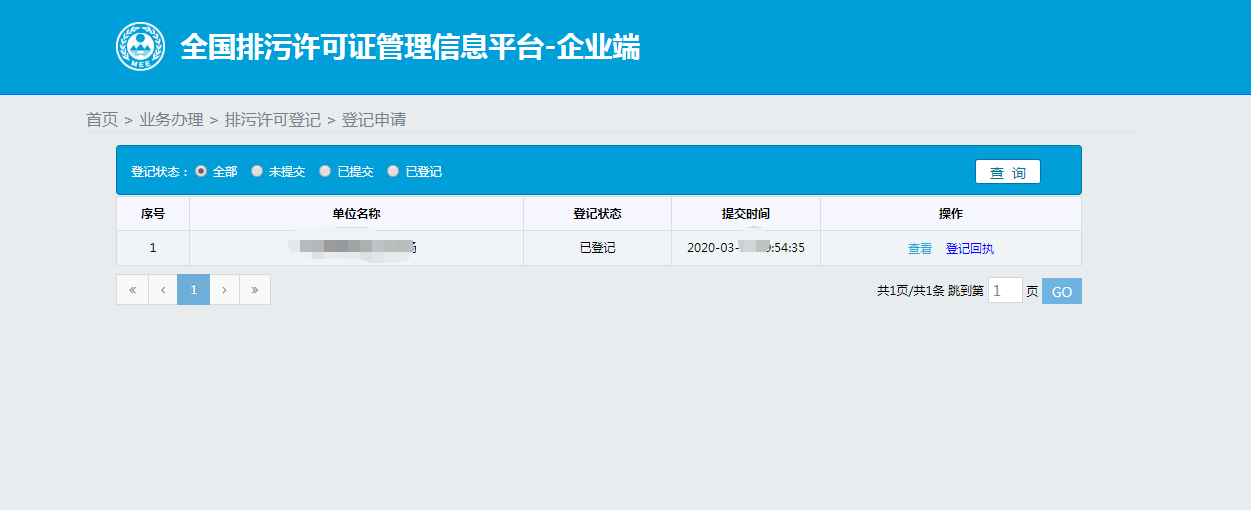 MEE
全国排污许可证管理信息平台-企业端
首页 > 业务办理 > 排污许可登记 > 登记申请
登记状态： 全部 未提交 已提交 已登记 查 询
序号 单位名称 登记状态 提交时间 操作
1 已登记 2020-03- :54:35 查看 登记回执
« ‹ 1 › » 共1页/共1条 跳到第 1 页 GO